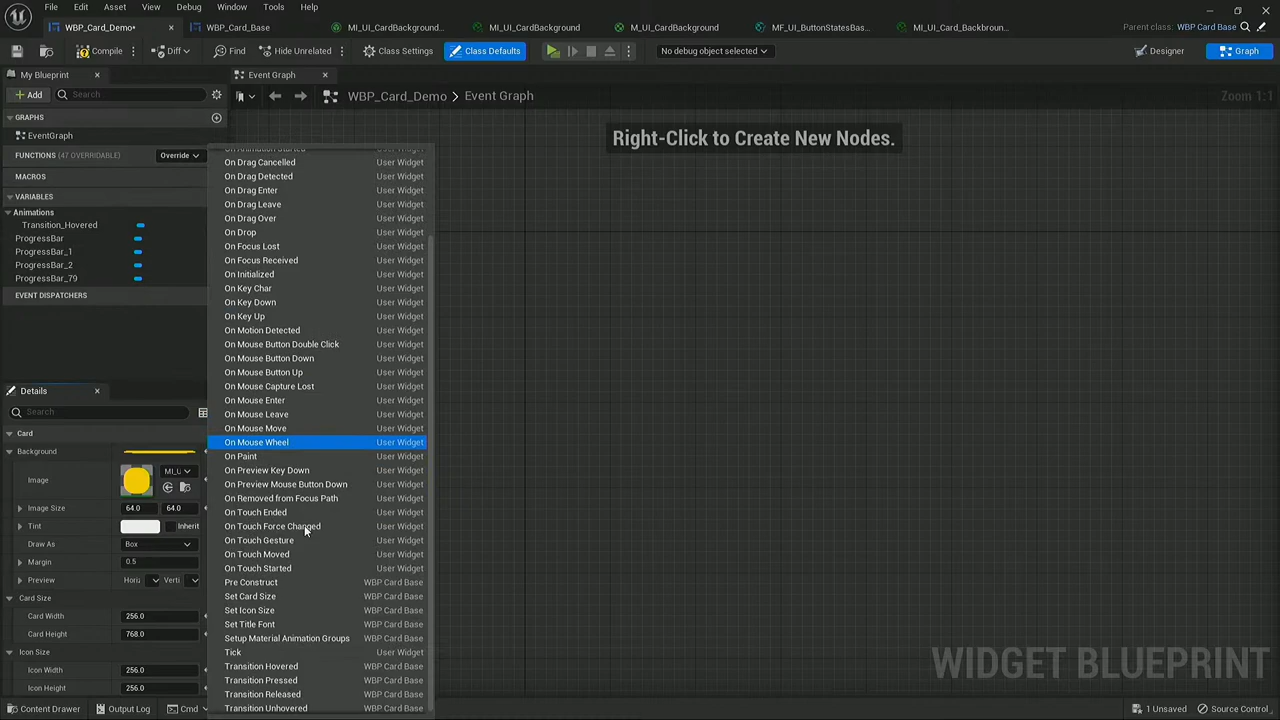 File Edit Asset View Debug Window Tools Help
WBP_Card_Demo• WBP_Card_Base MI_UI_CardBackground... MI_UI_CardBackground M_UI_CardBackground MF_UI_ButtonStatesBas... MI_UI_Card_Backbroun... Parent class: WBP Card Base
Compile Diff Find Hide Unrelated Class Settings Class Defaults No debug object selected Designer Graph
My Blueprint Event Graph
Add Search WBP_Card_Demo > Event Graph Zoom 1:1
GRAPHS
EventGraph
Right-Click to Create New Nodes.
FUNCTIONS (47 OVERRIDABLE) Override
MACROS
VARIABLES
Animations
Transition_Hovered
ProgressBar
ProgressBar_1
ProgressBar_2
ProgressBar_79
EVENT DISPATCHERS
On Drag Cancelled User Widget
On Drag Detected User Widget
On Drag Enter User Widget
On Drag Leave User Widget
On Drag Over User Widget
On Drop User Widget
On Focus Lost User Widget
On Focus Received User Widget
On Initialized User Widget
On Key Char User Widget
On Key Down User Widget
On Key Up User Widget
On Motion Detected User Widget
On Mouse Button Double Click User Widget
On Mouse Button Down User Widget
On Mouse Button Up User Widget
On Mouse Capture Lost User Widget
On Mouse Enter User Widget
On Mouse Leave User Widget
On Mouse Move User Widget
On Mouse Wheel User Widget
On Paint User Widget
On Preview Key Down User Widget
On Preview Mouse Button Down User Widget
On Removed from Focus Path User Widget
On Touch Ended User Widget
On Touch Force Changed User Widget
On Touch Gesture User Widget
On Touch Moved User Widget
On Touch Started User Widget
Pre Construct WBP Card Base
Set Card Size WBP Card Base
Set Icon Size WBP Card Base
Set Title Font WBP Card Base
Setup Material Animation Groups WBP Card Base
Tick User Widget
Transition Hovered WBP Card Base
Transition Pressed WBP Card Base
Transition Released WBP Card Base
Transition Unhovered WBP Card Base
Details
Search
Card
Background
Image MI_U
Image Size 64.0 64.0
Tint Inherit
Draw As Box
Margin 0.5
Preview Hori Verti
Card Size
Card Width 256.0
Card Height 768.0
Icon Size
Icon Width 256.0
Icon Height 256.0
WIDGET BLUEPRINT
Content Drawer Output Log Cmd 1 Unsaved Source Control